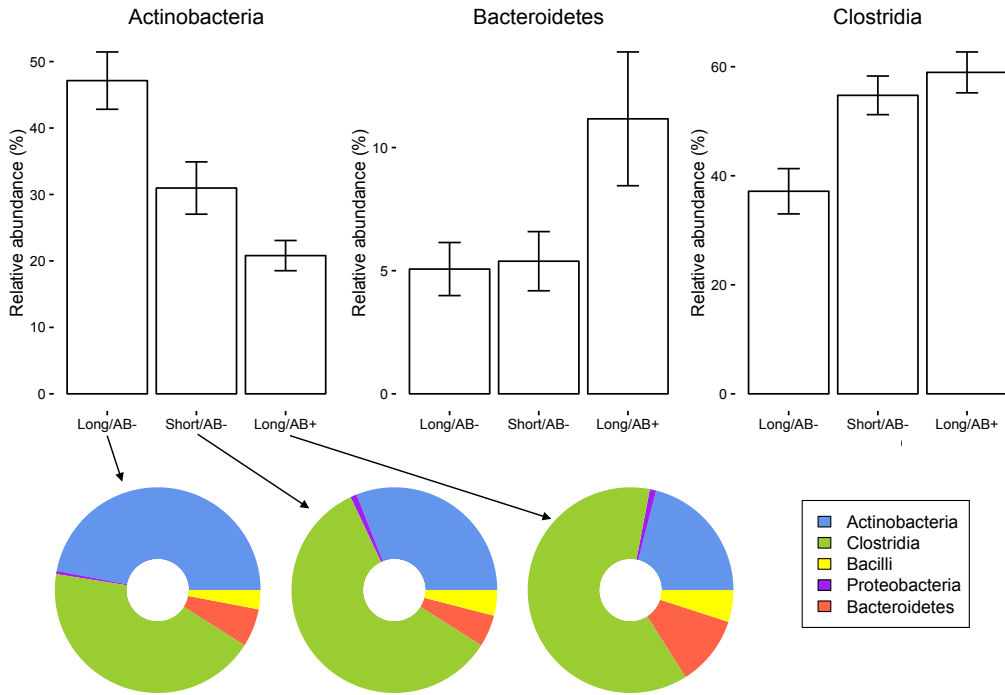 Actinobacteria
Relative abundance (%)
50
40
30
20
10
0
Long/AB-
Short/AB-
Long/AB+
Bacteroidetes
Relative abundance (%)
10
5
0
Long/AB-
Short/AB-
Long/AB+
Clostridia
Relative abundance (%)
60
40
20
0
Long/AB-
Short/AB-
Long/AB+
Actinobacteria
Clostridia
Bacilli
Proteobacteria
Bacteroidetes